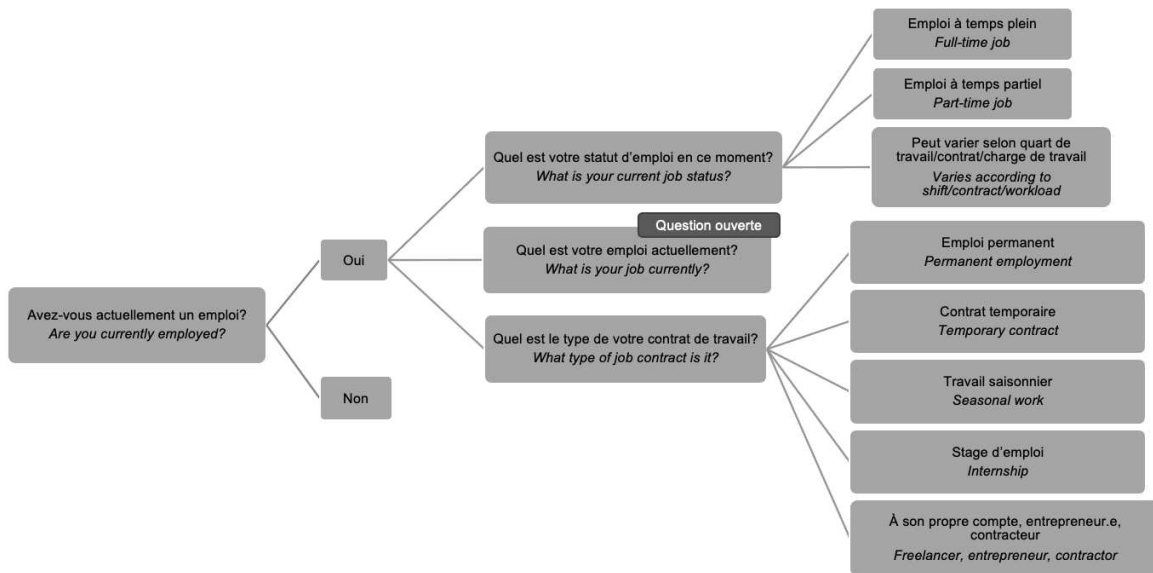 Avez-vous actuellement un emploi?
Are you currently employed?
Oui
Non
Quel est votre statut d'emploi en ce moment?
What is your current job status?
Question ouverte
Quel est votre emploi actuellement?
What is your job currently?
Quel est le type de votre contrat de travail?
What type of job contract is it?
Emploi à temps plein
Full-time job
Emploi à temps partiel
Part-time job
Peut varier selon quart de
travail/contrat/charge de travail
Varies according to
shift/contract/workload
Emploi permanent
Permanent employment
Contrat temporaire
Temporary contract
Travail saisonnier
Seasonal work
Stage d'emploi
Internship
À son propre compte, entrepreneur.e,
contracteur
Freelancer, entrepreneur, contractor